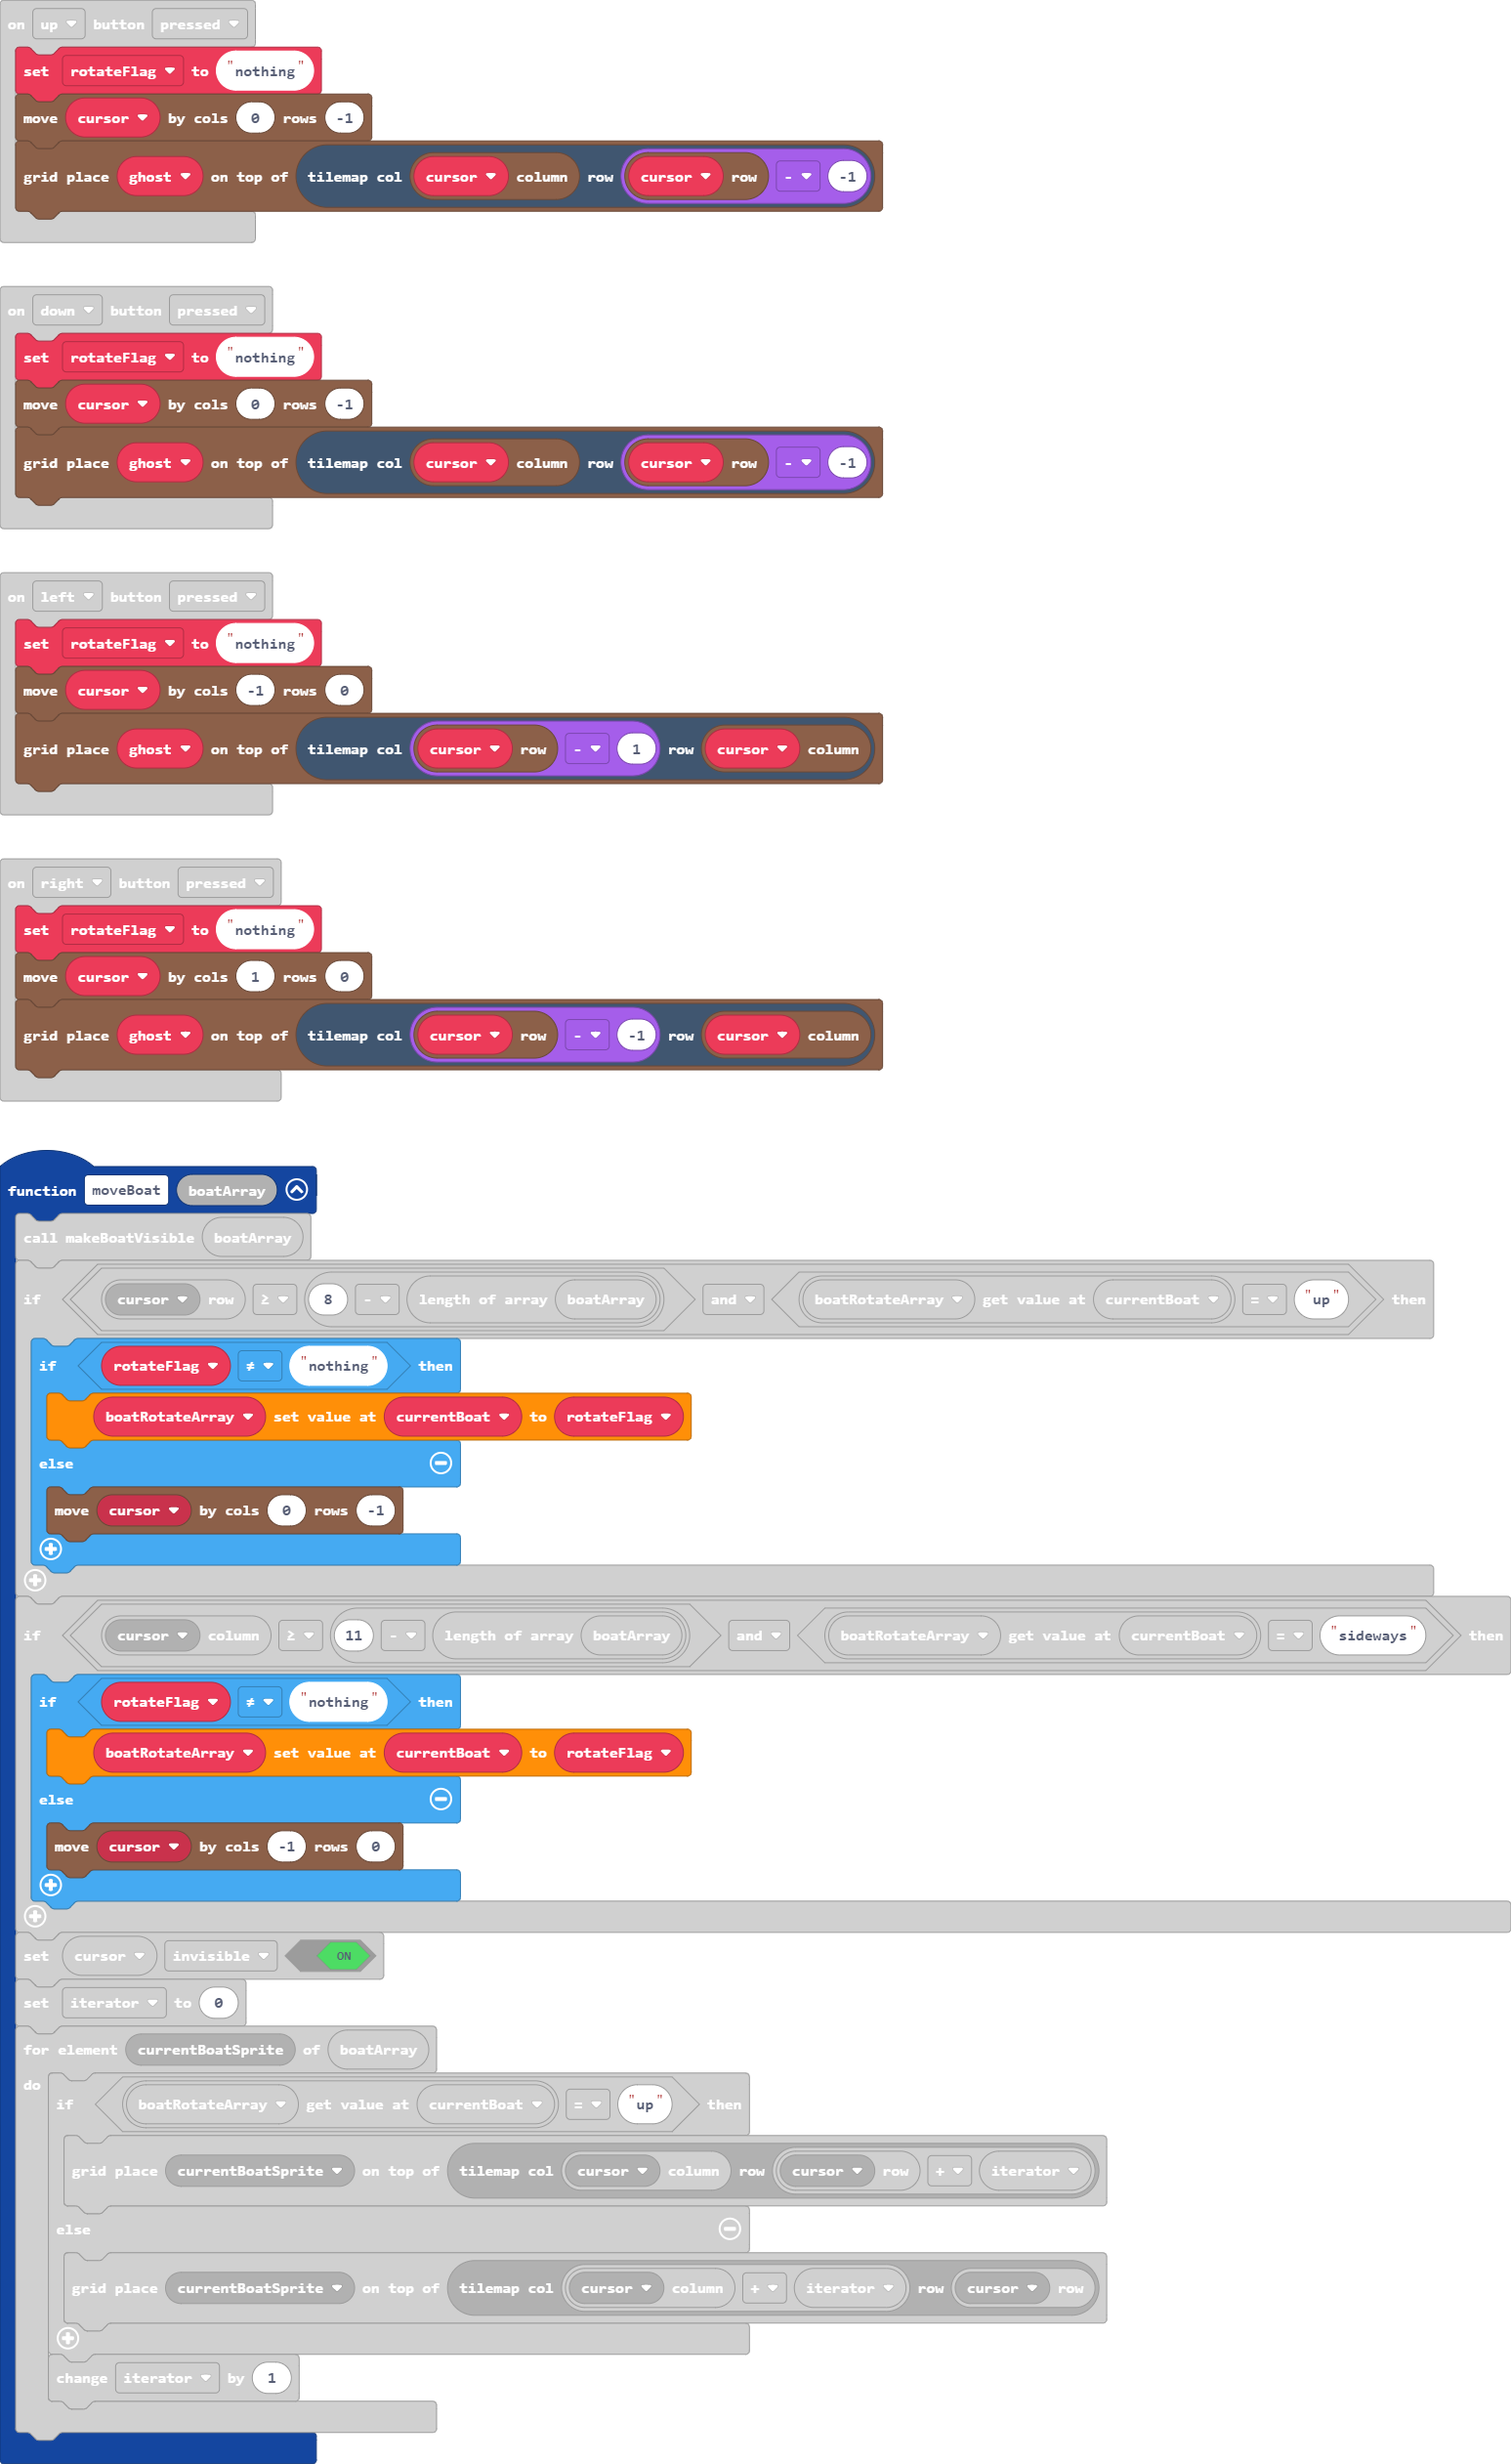 on up button pressed
set rotateFlag to "nothing"
move cursor by cols 0 rows -1
grid place ghost on top of tilemap col cursor column row cursor row - -1
on down button pressed
set rotateFlag to "nothing"
move cursor by cols 0 rows -1
grid place ghost on top of tilemap col cursor column row cursor row - -1
on left button pressed
set rotateFlag to "nothing"
move cursor by cols -1 rows 0
grid place ghost on top of tilemap col cursor row - 1 row cursor column
on right button pressed
set rotateFlag to "nothing"
move cursor by cols 1 rows 0
grid place ghost on top of tilemap col cursor row - -1 row cursor column
function moveBoat boatArray
call makeBoatVisible boatArray
if cursor row ≥ 8 - length of array boatArray and boatRotateArray get value at currentBoat = "up" then
if rotateFlag ≠ "nothing" then
boatRotateArray set value at currentBoat to rotateFlag
else
move cursor by cols 0 rows -1
if cursor column ≥ 11 - length of array boatArray and boatRotateArray get value at currentBoat = "sideways" then
if rotateFlag ≠ "nothing" then
boatRotateArray set value at currentBoat to rotateFlag
else
move cursor by cols -1 rows 0
set cursor invisible ON
set iterator to 0
for element currentBoatSprite of boatArray
do
if boatRotateArray get value at currentBoat = "up" then
grid place currentBoatSprite on top of tilemap col cursor column row cursor row + iterator
else
grid place currentBoatSprite on top of tilemap col cursor column + iterator row cursor row
change iterator by 1